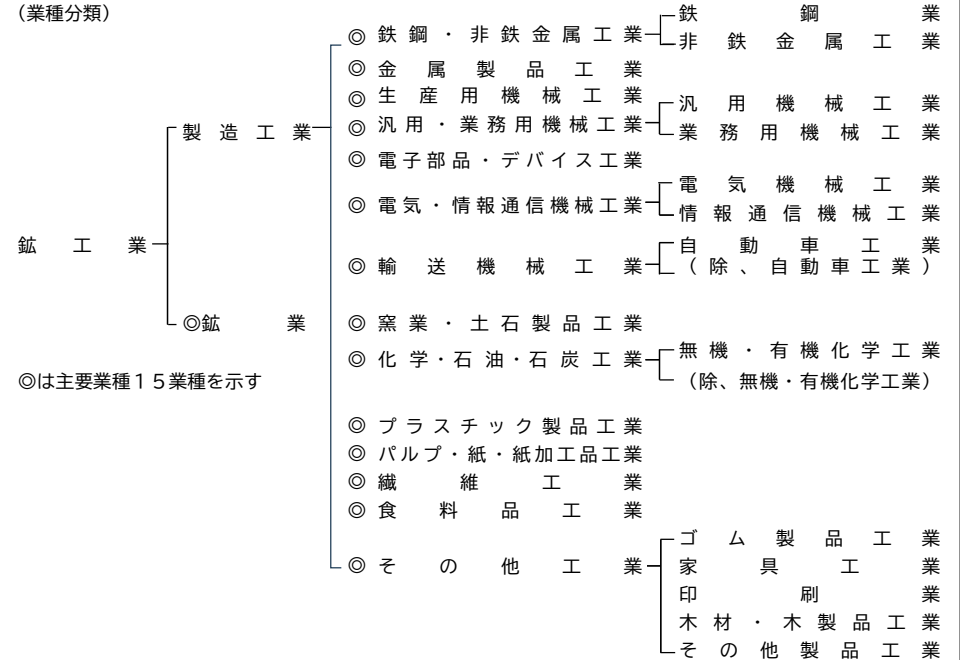 （業種分類）
鉄鋼業
◎ 鉄鋼・非鉄金属工業
非鉄金属工業
◎ 金属製品工業
◎ 生産用機械工業
汎用機械工業
製造工業
◎ 汎用・業務用機械工業
業務用機械工業
◎ 電子部品・デバイス工業
電気機械工業
◎ 電気・情報通信機械工業
情報通信機械工業
鉱工業
自動車工業
◎ 輸送機械工業
（除、自動車工業）
◎鉱業
◎ 窯業・土石製品工業
無機・有機化学工業
◎ 化学・石油・石炭工業
◎は主要業種１５業種を示す
（除、無機・有機化学工業）
◎ プラスチック製品工業
◎ パルプ・紙・紙加工品工業
◎ 繊維工業
◎ 食料品工業
ゴム製品工業
◎ その他工業
家具工業
印刷業
木材・木製品工業
その他製品工業